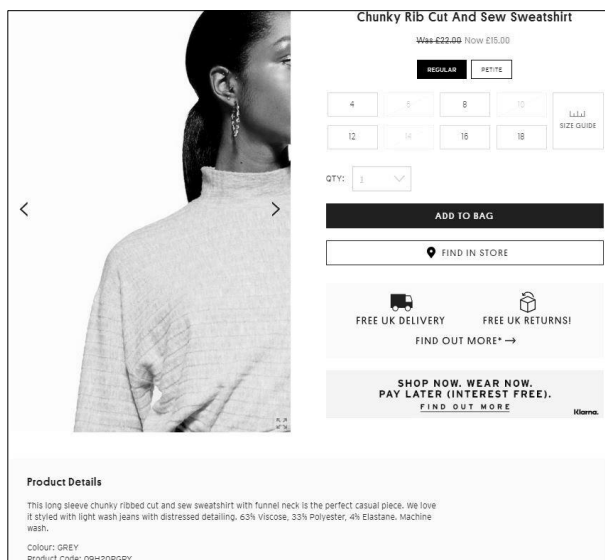 Chunky Rib Cut And Sew Sweatshirt
Was £22.00 Now £15.00
REGULAR PETITE
4 6 8 10
SIZE GUIDE
12 14 16 18
QTY: 1
ADD TO BAG
FIND IN STORE
FREE UK DELIVERY FREE UK RETURNS!
FIND OUT MORE* →
SHOP NOW. WEAR NOW.
PAY LATER (INTEREST FREE).
FIND OUT MORE
Klarna.
Product Details
This long sleeve chunky ribbed cut and sew sweatshirt with funnel neck is the perfect casual piece. We love
it styled with light wash jeans with distressed detailing. 63% Viscose, 33% Polyester, 4% Elastane. Machine
wash.
Colour: GREY
Product Code: 09H20PGRY